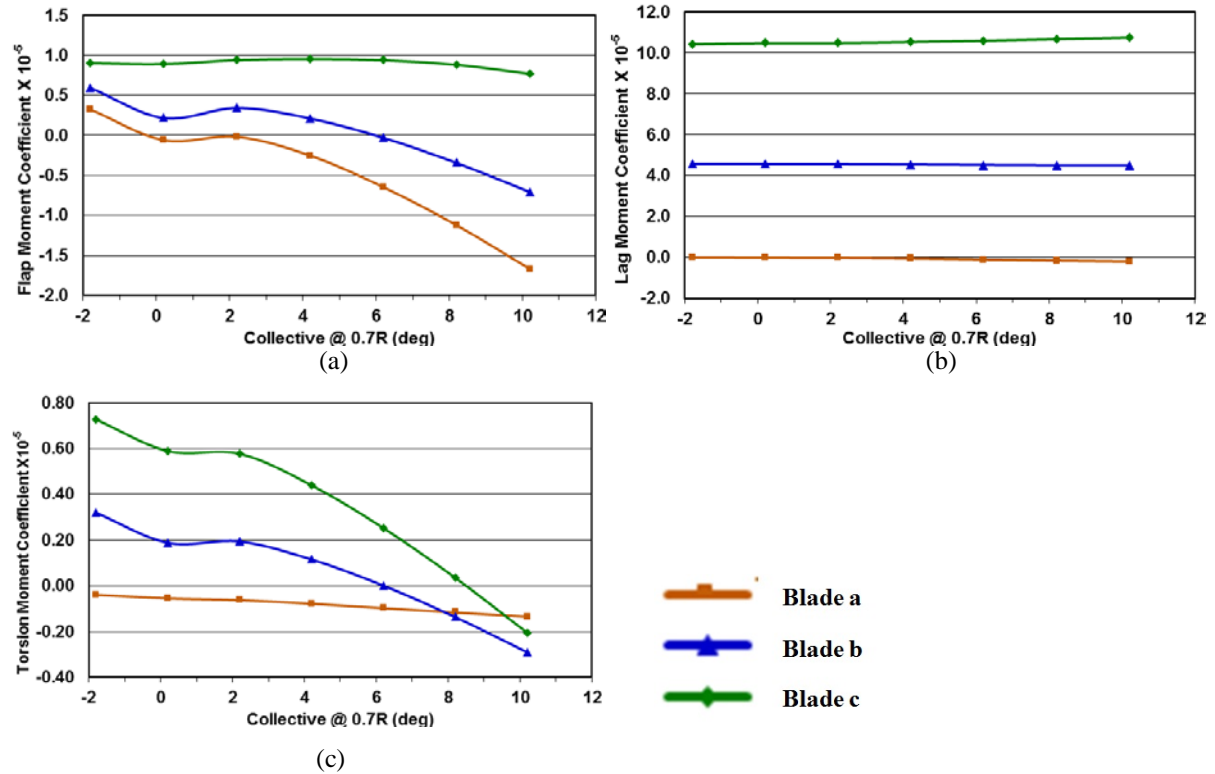 1.5
1.0
0.5
0.0
-0.5
-1.0
-1.5
-2.0
Flap Moment Coefficient X 10-5
-2 0 2 4 6 8 10 12
Collective @ 0.7R (deg)
(a)
12.0
10.0
8.0
6.0
4.0
2.0
0.0
-2.0
Lag Moment Coefficient X 10-5
-2 0 2 4 6 8 10 12
Collective @ 0.7R (deg)
(b)
0.80
0.60
0.40
0.20
0.00
-0.20
-0.40
Torsion Moment Coefficient X10-5
-2 0 2 4 6 8 10 12
Collective @ 0.7R (deg)
(c)
Blade a
Blade b
Blade c